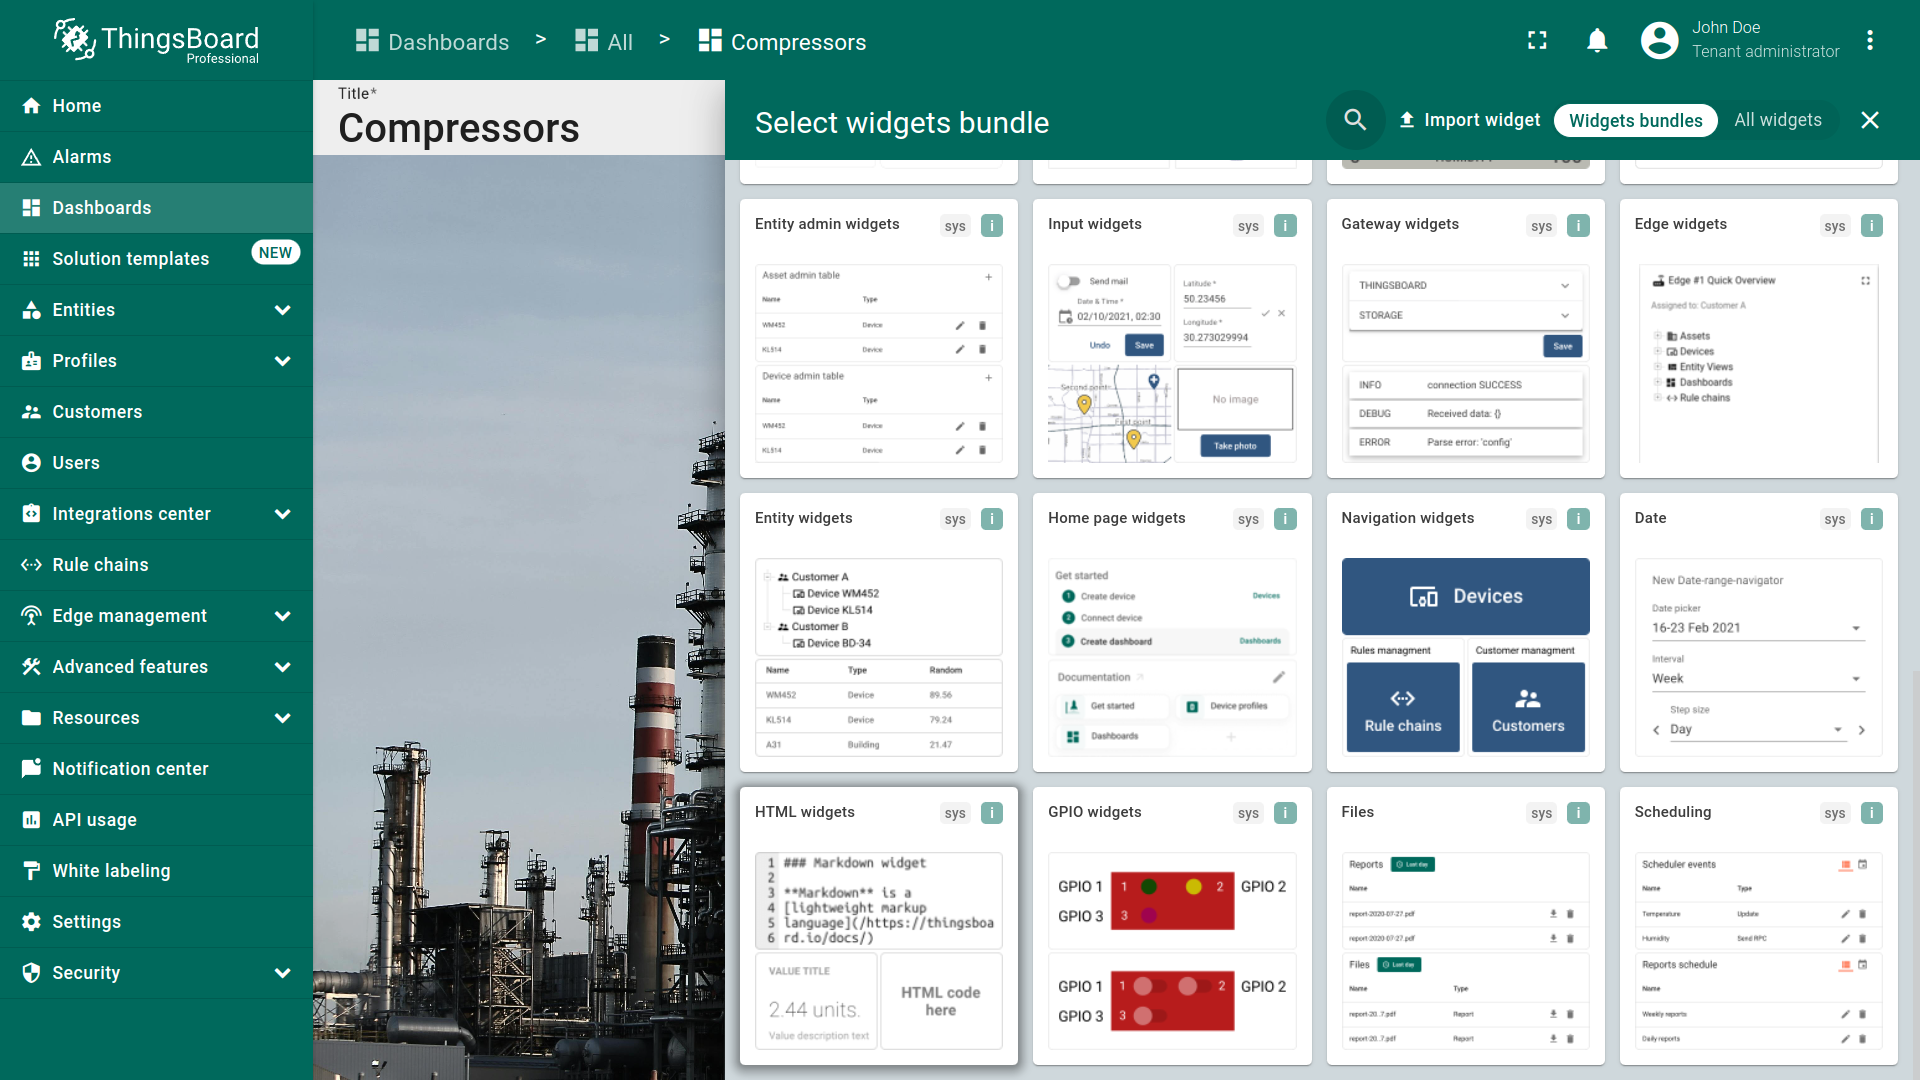 ThingsBoard
Professional
Dashboards > All > Compressors
John Doe
Tenant administrator
Home
Alarms
Dashboards
Solution templates NEW
Entities
Profiles
Customers
Users
Integrations center
Rule chains
Edge management
Advanced features
Resources
Notification center
API usage
White labeling
Settings
Security
Title*
Compressors
Select widgets bundle
Import widget
Widgets bundles
All widgets
Entity admin widgets sys i
Asset admin table +
Name Type
WM452 Device
KL514 Device
Device admin table +
Name Type
WM452 Device
KL514 Device
Input widgets sys i
Send mail
Date & Time *
02/10/2021, 02:30
Undo Save
Latitude *
50.23456
Longitude *
30.273029994
Second point
First point
No image
Take photo
Gateway widgets sys i
THINGSBOARD
STORAGE
Save
INFO connection SUCCESS
DEBUG Received data: {}
ERROR Parse error: 'config'
Edge widgets sys i
Edge #1 Quick Overview
Assigned to: Customer A
Assets
Devices
Entity Views
Dashboards
Rule chains
Entity widgets sys i
Customer A
Device WM452
Device KL514
Customer B
Device BD-34
Name Type Random
WM452 Device 89.56
KL514 Device 79.24
A31 Building 21.47
Home page widgets sys i
Get started
1 Create device Devices
2 Connect device
3 Create dashboard Dashboards
Documentation
Get started
Device profiles
Dashboards
+
Navigation widgets sys i
Devices
Rules managment
Rule chains
Customer managment
Customers
Date sys i
New Date-range-navigator
Date picker
16-23 Feb 2021
Interval
Week
Step size
Day
HTML widgets sys i
1 ### Markdown widget
2
3 **Markdown** is a
4 [lightweight markup
5 language](/https://thingsboa
6 rd.io/docs/)
VALUE TITLE
2.44 units.
Value description text
HTML code
here
GPIO widgets sys i
GPIO 1 1 2 GPIO 2
GPIO 3 3
GPIO 1 1 2 GPIO 2
GPIO 3 3
Files sys i
Reports Last day
Name
report-2020-07-27.pdf
report-2020-07-27.pdf
Files Last day
Name Type
report-20..7.pdf Report
report-20..7.pdf Report
Scheduling sys i
Scheduler events
Name Type
Temperature Update
Humidity Send RPC
Reports schedule
Name
Weekly reports
Daily reports